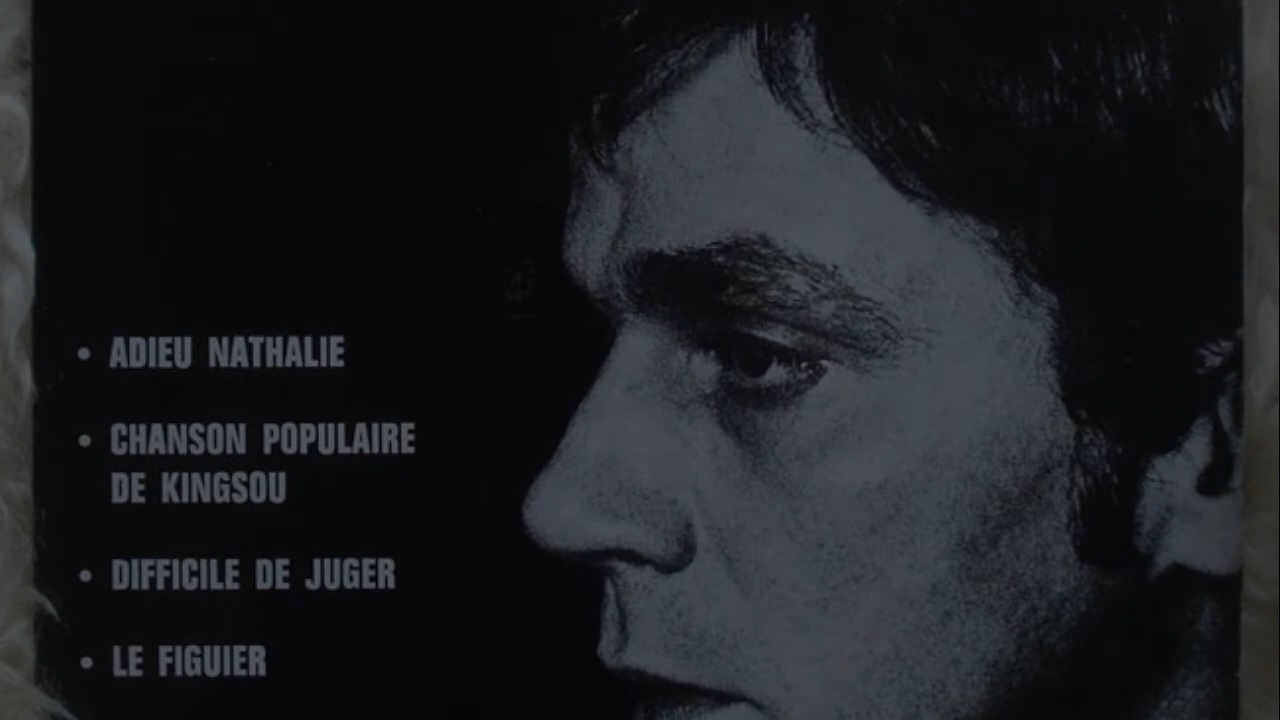 • ADIEU NATHALIE
• CHANSON POPULAIRE
DE KINGSOU
• DIFFICILE DE JUGER
• LE FIGUIER